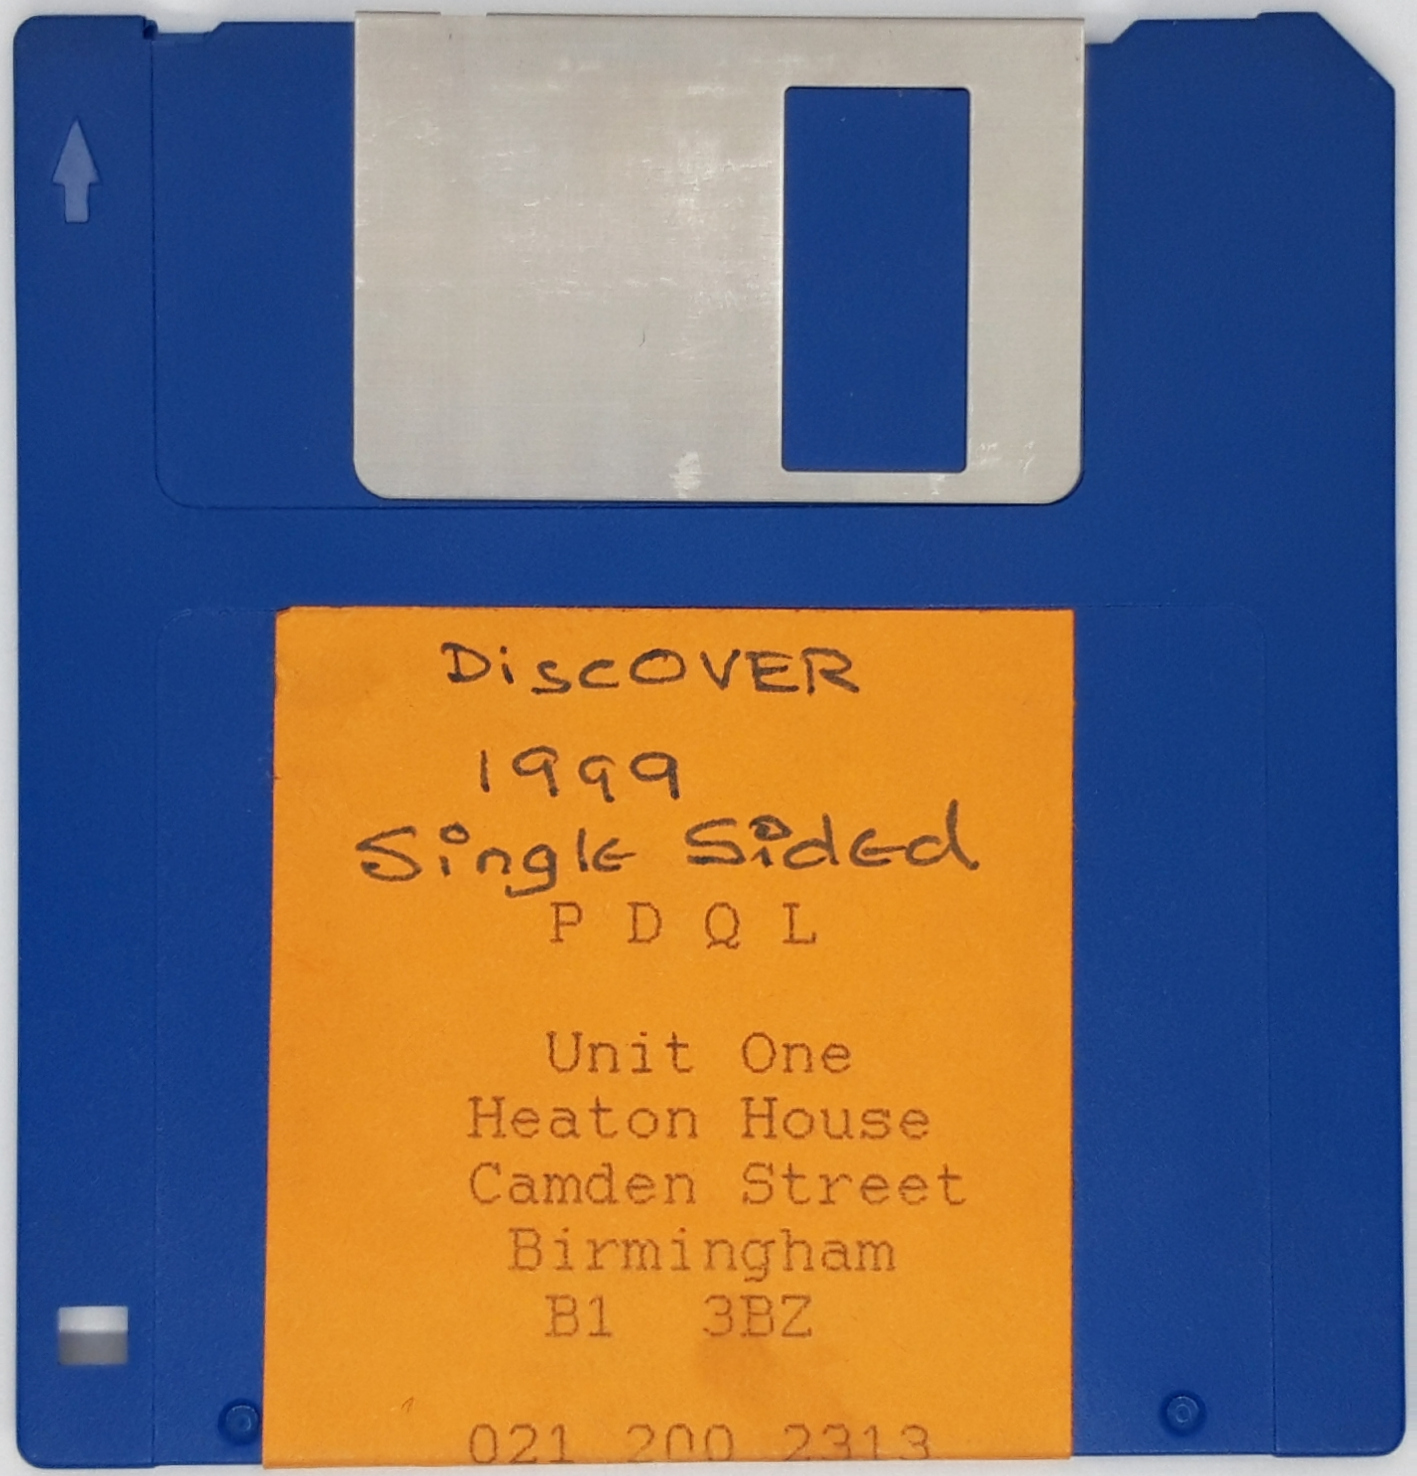 DiscOVER
1999
Single Sided
P D Q L
Unit One
Heaton House
Camden Street
Birmingham
B1 3BZ
021 200 2313